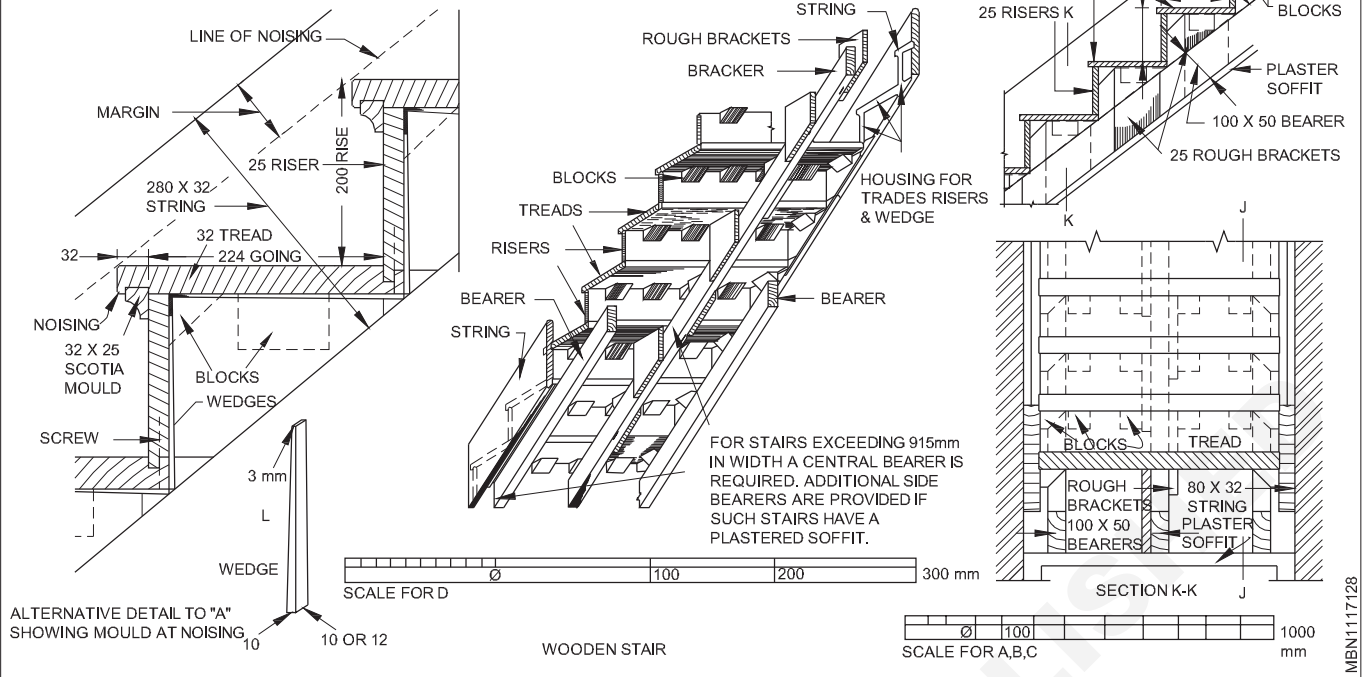 LINE OF NOISING
MARGIN
25 RISER
200 RISE
280 X 32
STRING
32 TREAD
32
224 GOING
NOISING
32 X 25
SCOTIA
MOULD
BLOCKS
WEDGES
SCREW
3 mm
L
WEDGE
10
10 OR 12
ALTERNATIVE DETAIL TO "A"
SHOWING MOULD AT NOISING
STRING
ROUGH BRACKETS
BRACKER
BLOCKS
TREADS
RISERS
BEARER
STRING
HOUSING FOR
TRADES RISERS
& WEDGE
BEARER
FOR STAIRS EXCEEDING 915mm
IN WIDTH A CENTRAL BEARER IS
REQUIRED. ADDITIONAL SIDE
BEARERS ARE PROVIDED IF
SUCH STAIRS HAVE A
PLASTERED SOFFIT.
Ø 100 200 300 mm
SCALE FOR D
WOODEN STAIR
25 RISERS K
BLOCKS
PLASTER
SOFFIT
100 X 50 BEARER
25 ROUGH BRACKETS
K
J
BLOCKS
TREAD
ROUGH
BRACKETS
100 X 50
BEARERS
80 X 32
STRING
PLASTER
SOFFIT
SECTION K-K
J
Ø 100 1000
mm
SCALE FOR A,B,C
MBN1117128